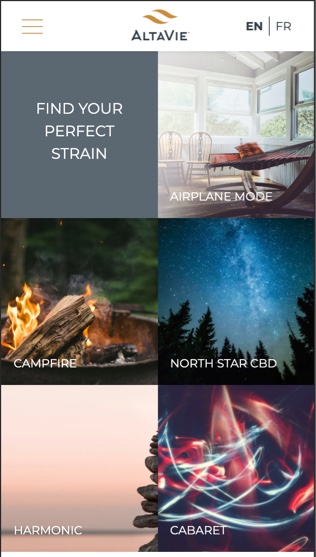 ALTAVIE
EN | FR
FIND YOUR
PERFECT
STRAIN
AIRPLANE MODE
CAMPFIRE
NORTH STAR CBD
HARMONIC
CABARET